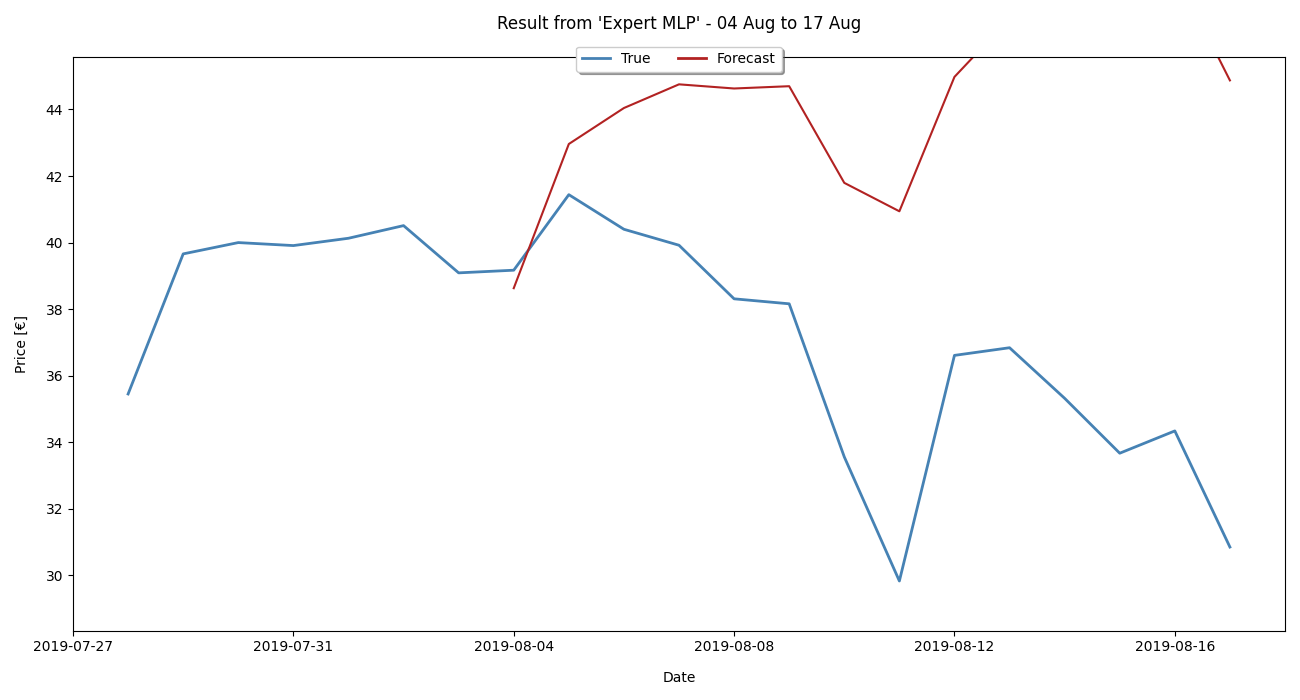 Result from 'Expert MLP' - 04 Aug to 17 Aug
True Forecast
44
42
40
38
36
34
32
30
Price [€]
2019-07-27 2019-07-31 2019-08-04 2019-08-08 2019-08-12 2019-08-16
Date